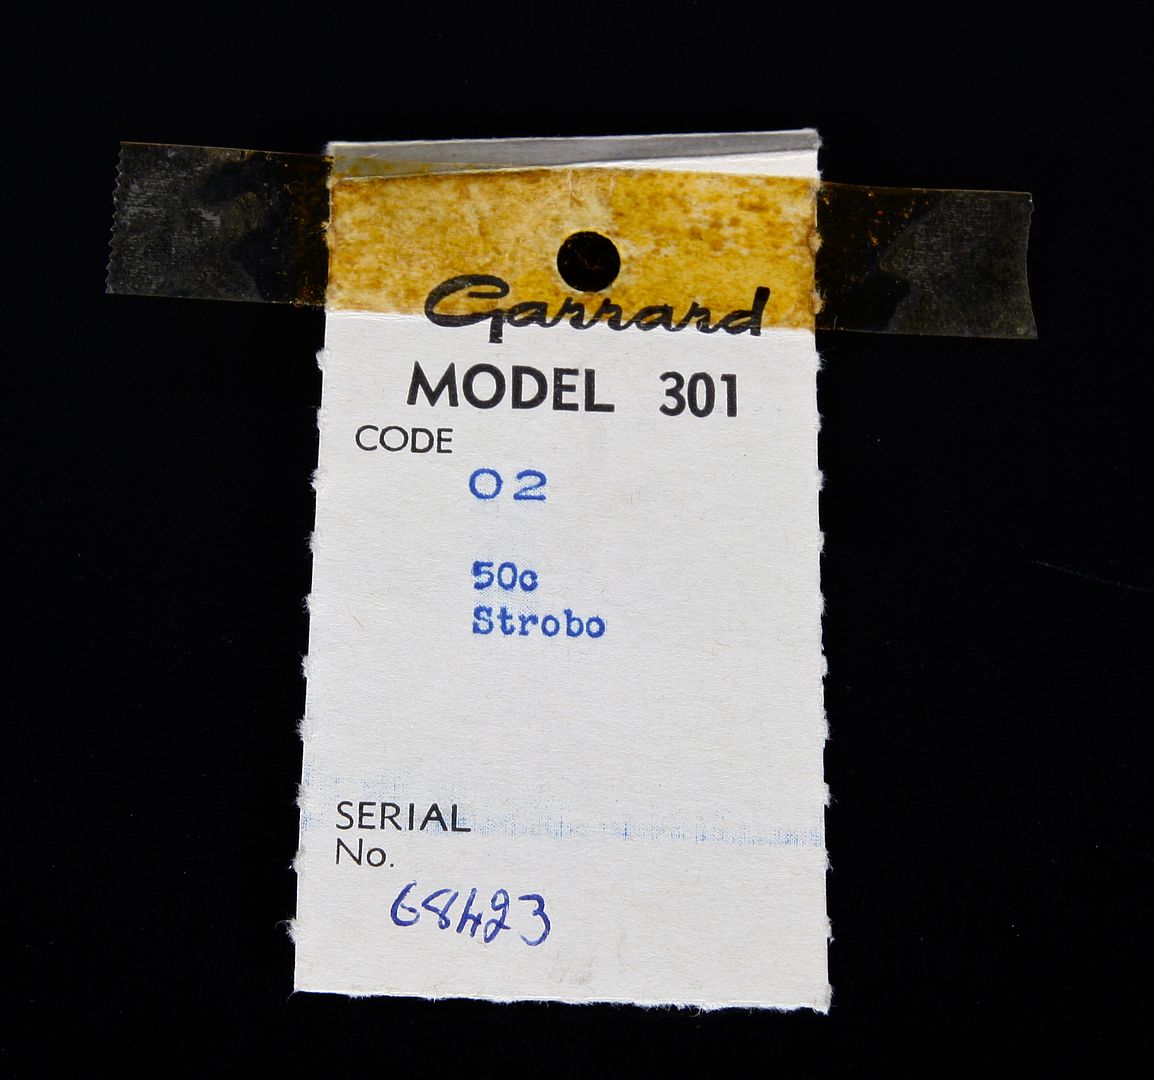 Garrard
MODEL 301
CODE
02
50c
Strobo
SERIAL
No.
68423